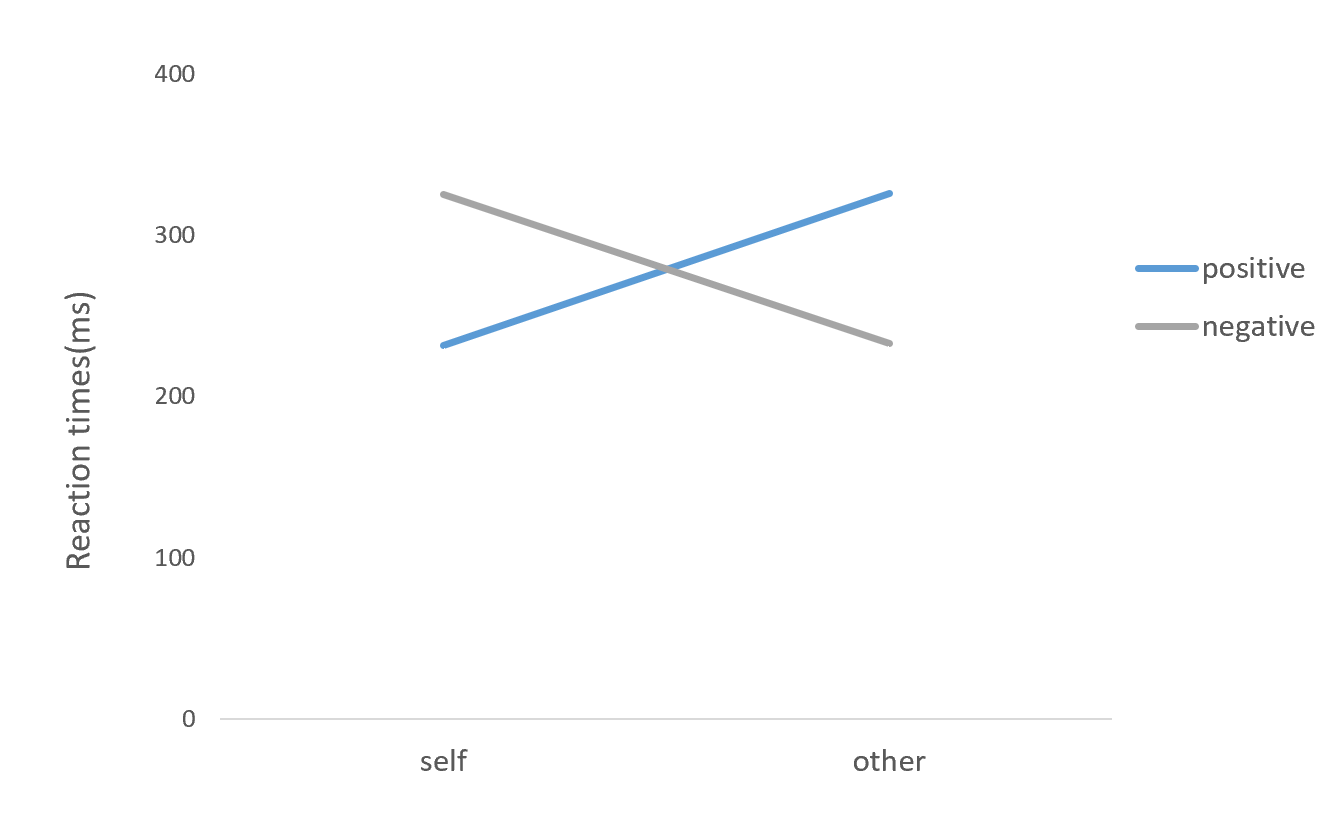 400
300
200
100
0
Reaction times(ms)
self
other
positive
negative